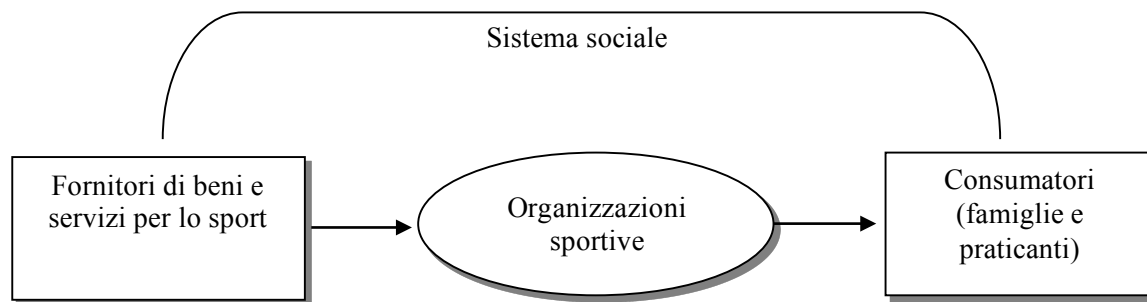 Sistema sociale
Fornitori di beni e
servizi per lo sport
Organizzazioni
sportive
Consumatori
(famiglie e
praticanti)